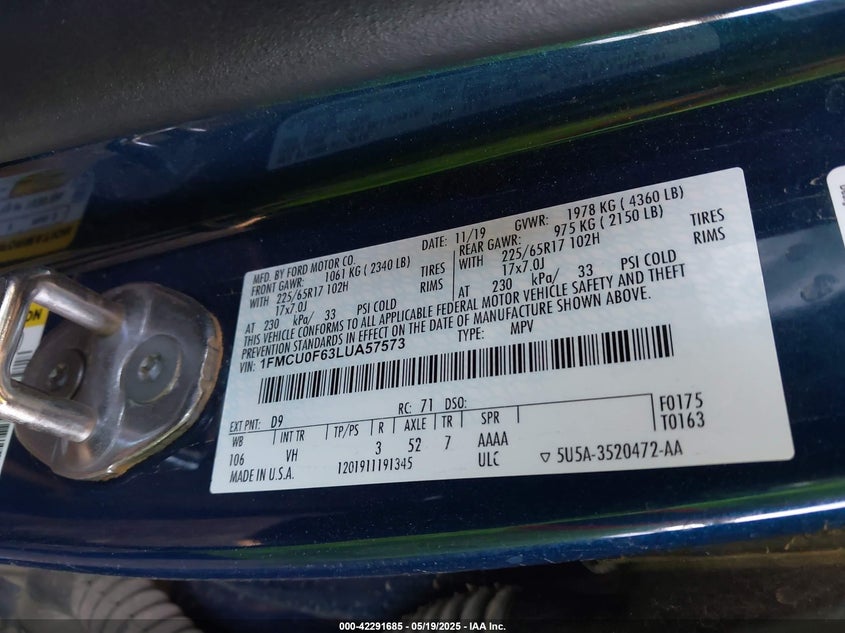 MFD. BY FORD MOTOR CO.
DATE: 11/19
GVWR: 1978 KG ( 4360 LB)
FRONT GAWR: 1061 KG ( 2340 LB)
REAR GAWR: 975 KG ( 2150 LB)
WITH 225/65R17 102H TIRES
WITH 225/65R17 102H TIRES
17x7.0J RIMS
17x7.0J RIMS
AT 230 kPa/ 33 PSI COLD
AT 230 kPa/ 33 PSI COLD
THIS VEHICLE CONFORMS TO ALL APPLICABLE FEDERAL MOTOR VEHICLE SAFETY AND THEFT
PREVENTION STANDARDS IN EFFECT ON THE DATE OF MANUFACTURE SHOWN ABOVE.
VIN: 1FMCU0F63LUA57573
TYPE: MPV
EXT PNT: D9 RC: 71 DSO: F0175
WB INT TR TP/PS R AXLE TR SPR T0163
106 VH 3 52 7 AAAA
MADE IN U.S.A. 1201911191345 ULC ▽ 5U5A-3520472-AA
000-42291685 - 05/19/2025 - IAAI.COM